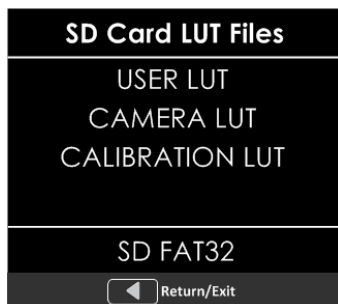 SD Card LUT Files
USER LUT
CAMERA LUT
CALIBRATION LUT
SD FAT32
Return/Exit